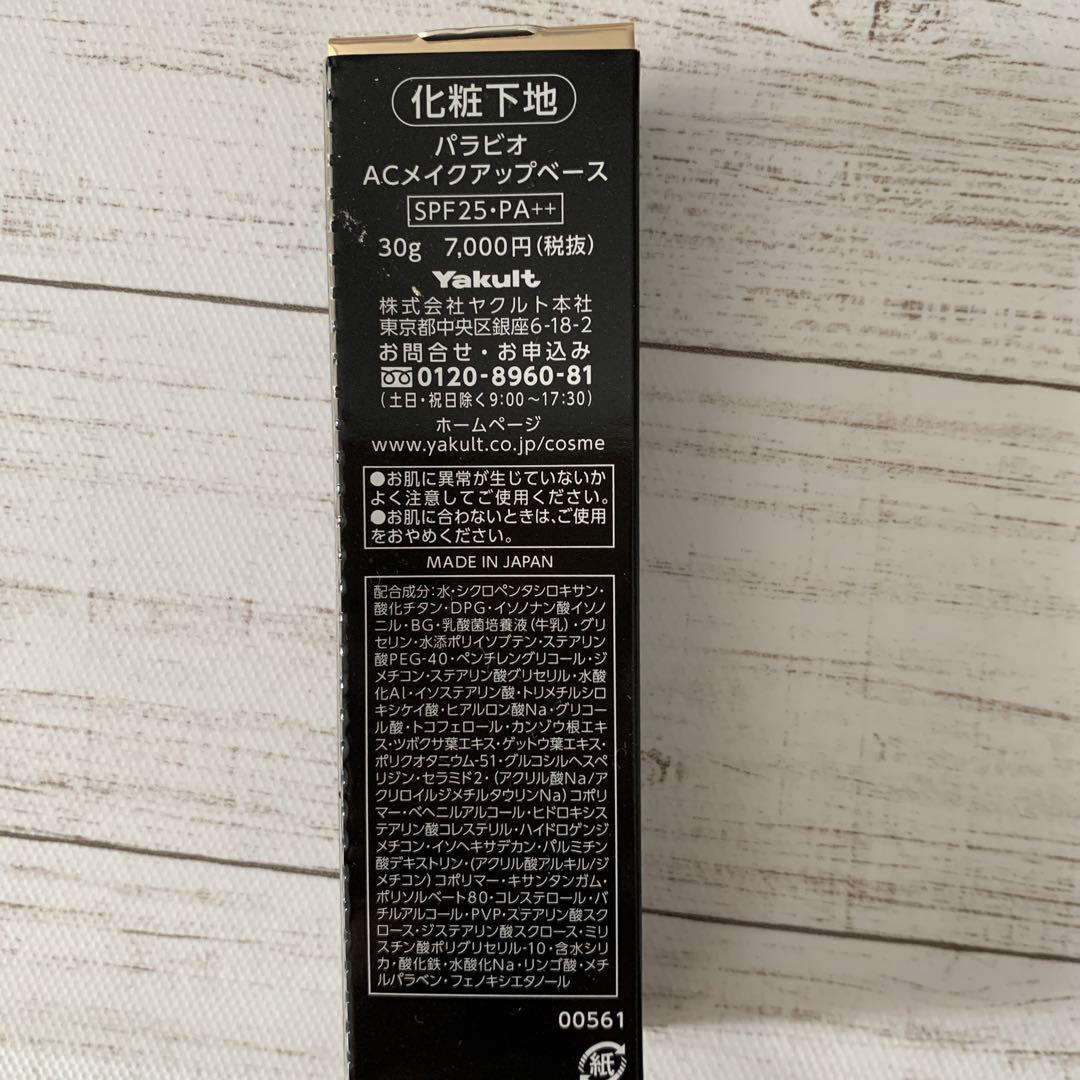 化粧下地
パラビオ
ACメイクアップベース
SPF25・PA++
30g 7,000円(税抜)
Yakult
株式会社ヤクルト本社
東京都中央区銀座6-18-2
お問合せ・お申込み
0120-8960-81
(土日・祝日除く9:00〜17:30)
ホームページ
www.yakult.co.jp/cosme
●お肌に異常が生じていないか
よく注意してご使用ください。
●お肌に合わないときは、ご使用
をおやめください。
MADE IN JAPAN
配合成分:水・シクロペンタシロキサン・
酸化チタン・DPG・イソノナン酸イソノ
ニル・BG・乳酸菌培養液(牛乳)・グリ
セリン・水添ポリイソブテン・ステアリン
酸PEG-40・ペンチレングリコール・ジ
メチコン・ステアリン酸グリセリル・水酸
化Al・イソステアリン酸・トリメチルシロ
キシケイ酸・ヒアルロン酸Na・グリコー
ル酸・トコフェロール・カンゾウ根エキ
ス・ツボクサ葉エキス・ゲットウ葉エキス・
ポリクオタニウム-51・グルコシルヘスペ
リジン・セラミド2・(アクリル酸Na/ア
クリロイルジメチルタウリンNa)コポリ
マー・ベヘニルアルコール・ヒドロキシス
テアリン酸コレステリル・ハイドロゲンジ
メチコン・イソヘキサデカン・パルミチン
酸デキストリン・(アクリル酸アルキル/ジ
メチコン)コポリマー・キサンタンガム・
ポリソルベート80・コレステロール・バ
チルアルコール・PVP・ステアリン酸スク
ロース・ジステアリン酸スクロース・ミリ
スチン酸ポリグリセリル-10・含水シリ
カ・酸化鉄・水酸化Na・リンゴ酸・メチ
ルパラベン・フェノキシエタノール
00561
紙